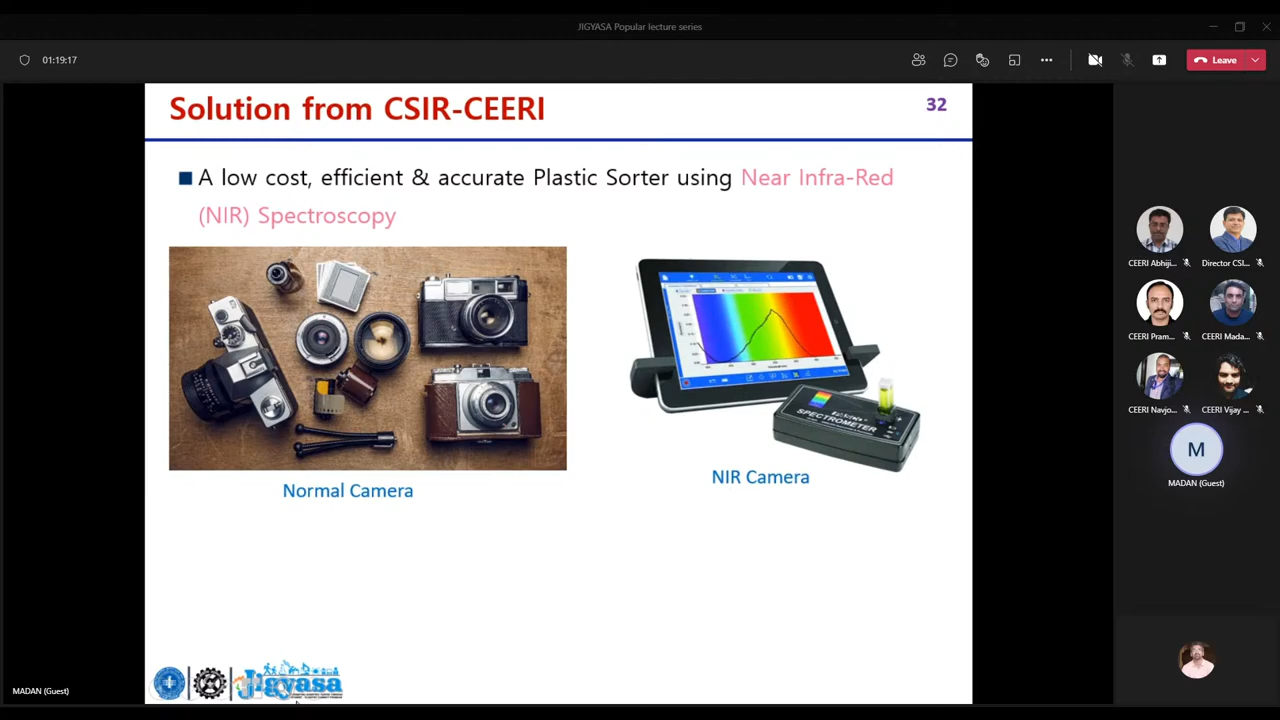 JIGYASA Popular lecture series
01:19:17
Leave
Solution from CSIR-CEERI
32
A low cost, efficient & accurate Plastic Sorter using Near Infra-Red
(NIR) Spectroscopy
SPECTROMETER
Normal Camera
NIR Camera
CEERI Abhiji...
Director CSI...
CEERI Pram...
CEERI Mada...
CEERI Navjo...
CEERI Vijay ...
M
MADAN (Guest)
MADAN (Guest)
Jigyasa